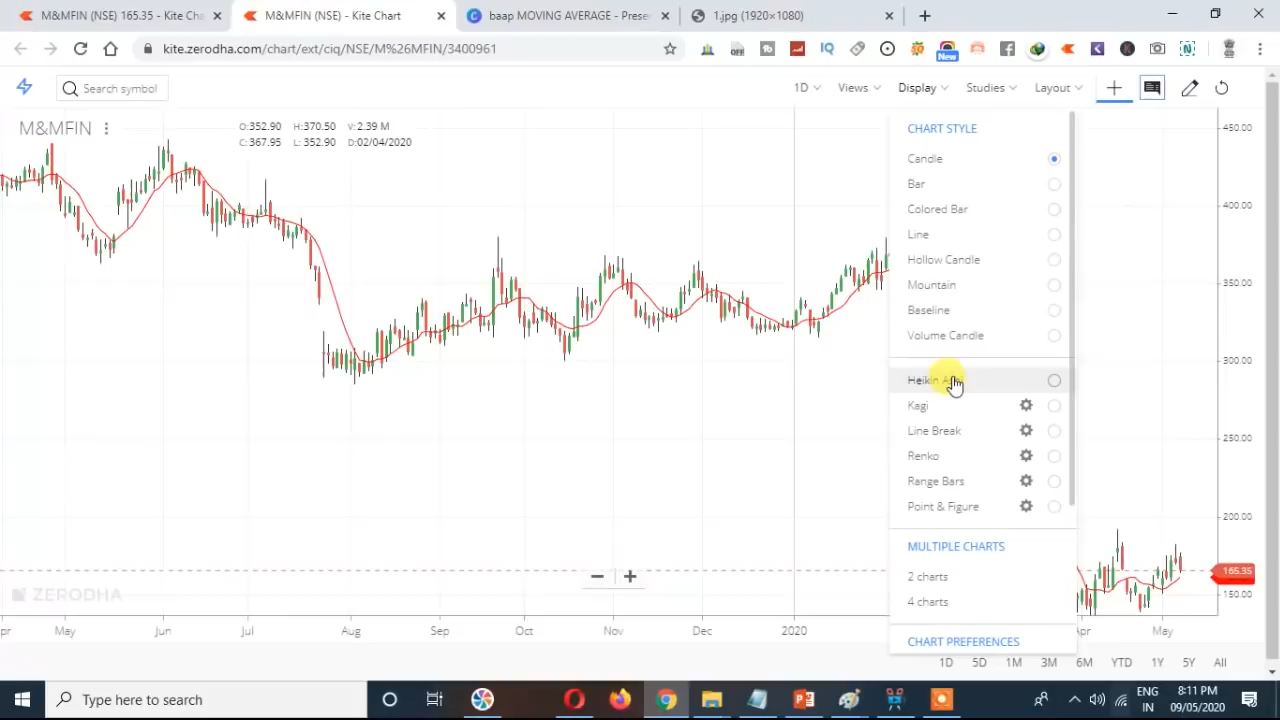 M&MFIN (NSE) 165.35 - Kite Chart
M&MFIN (NSE) - Kite Chart
baap MOVING AVERAGE - Prese
1.jpg (1920×1080)
kite.zerodha.com/chart/ext/ciq/NSE/M%26MFIN/3400961
OFF
IQ
New
Search symbol
1D
Views
Display
Studies
Layout
M&MFIN
O:352.90 H:370.50 V:2.39 M
C:367.95 L: 352.90 D:02/04/2020
CHART STYLE
Candle
Bar
Colored Bar
Line
Hollow Candle
Mountain
Baseline
Volume Candle
Heikin
Kagi
Line Break
Renko
Range Bars
Point & Figure
MULTIPLE CHARTS
2 charts
4 charts
CHART PREFERENCES
450.00
400.00
350.00
300.00
250.00
200.00
165.35
150.00
ZERODHA
pr May Jun Jul Aug Sep Oct Nov Dec 2020 Apr May
1D 5D 1M 3M 6M YTD 1Y 5Y All
Type here to search
ENG
IN
8:11 PM
09/05/2020